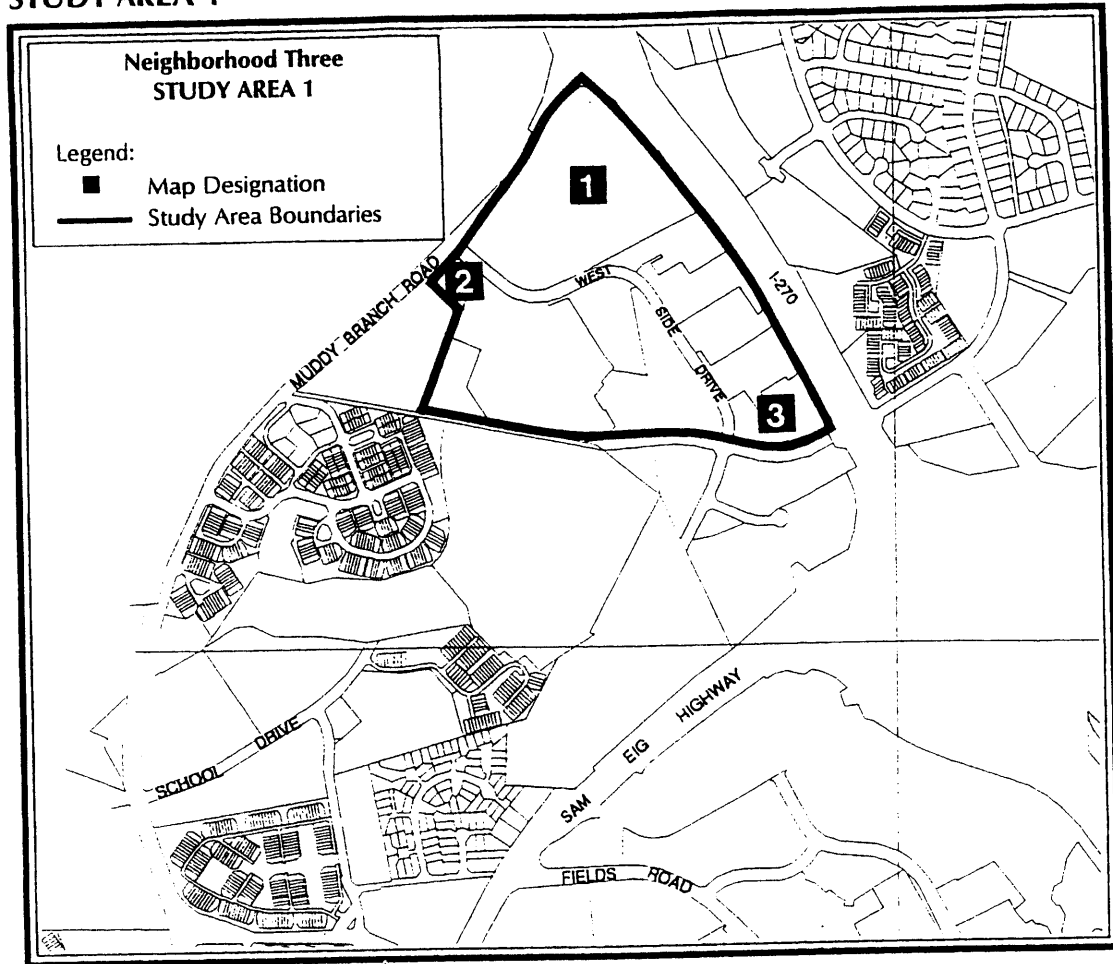 STUDY AREA 1
Neighborhood Three
STUDY AREA 1
Legend:
Map Designation
Study Area Boundaries
1
2
3
MUDDY BRANCH ROAD
WEST SIDE DRIVE
I-270
SCHOOL DRIVE
SAM EIG HIGHWAY
FIELDS ROAD